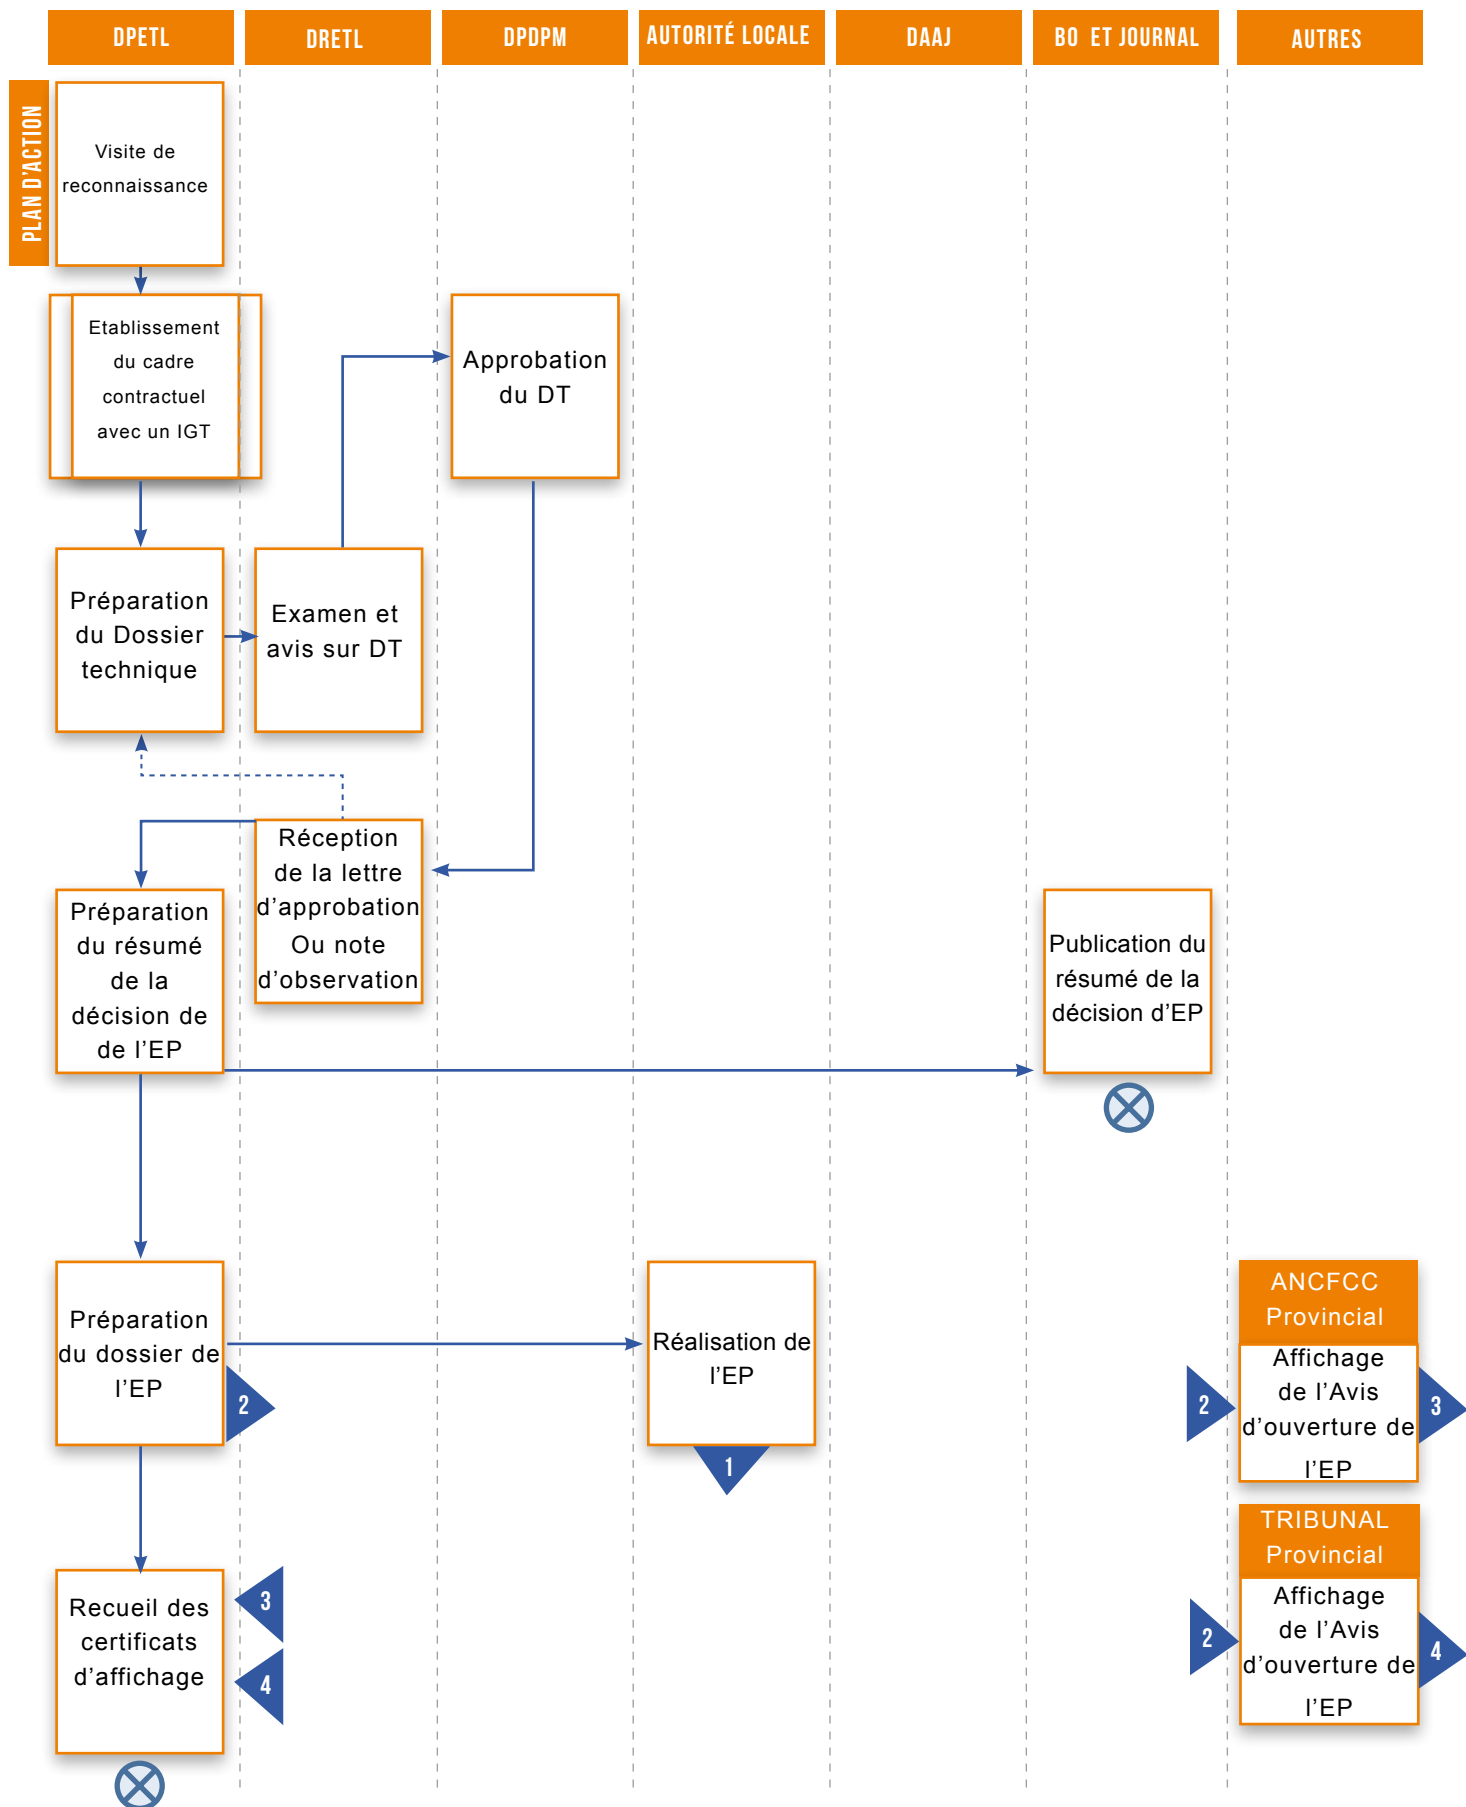 DPETL
DRETL
DPDPM
AUTORITÉ LOCALE
DAAJ
BO ET JOURNAL
AUTRES
PLAN D'ACTION
Visite de
reconnaissance
Etablissement
du cadre
contractuel
avec un IGT
Approbation
du DT
Préparation
du Dossier
technique
Examen et
avis sur DT
Réception
de la lettre
d'approbation
Ou note
d'observation
Préparation
du résumé
de la
décision de
de l'EP
Publication du
résumé de la
décision d'EP
Préparation
du dossier de
l'EP
2
Réalisation de
l'EP
1
ANCFCC
Provincial
2
Affichage
de l'Avis
d'ouverture de
l'EP
3
TRIBUNAL
Provincial
2
Affichage
de l'Avis
d'ouverture de
l'EP
4
Recueil des
certificats
d'affichage
3
4